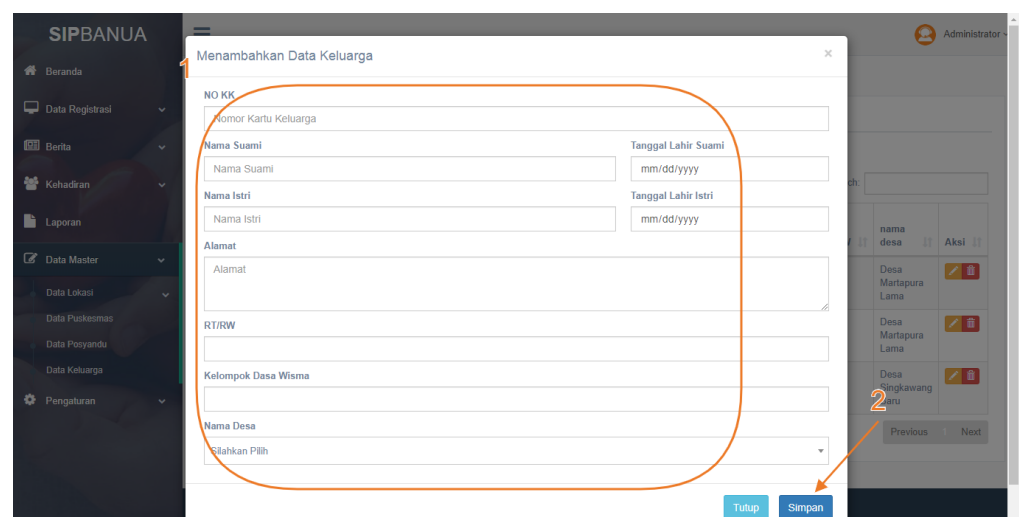 SIPBANUA
Administrator
Beranda
Data Registrasi
Berita
Kehadiran
Laporan
Data Master
Data Lokasi
Data Puskesmas
Data Posyandu
Data Keluarga
Pengaturan
1
Menambahkan Data Keluarga
×
NO KK
Nomor Kartu Keluarga
Nama Suami
Tanggal Lahir Suami
Nama Suami
mm/dd/yyyy
Nama Istri
Tanggal Lahir Istri
Nama Istri
mm/dd/yyyy
Alamat
Alamat
RT/RW
Kelompok Dasa Wisma
Nama Desa
Silahkan Pilih
Tutup
Simpan
2
ch:
nama
desa
Aksi
Desa
Martapura
Lama
Desa
Martapura
Lama
Desa
Singkawang
Baru
Previous
1
Next